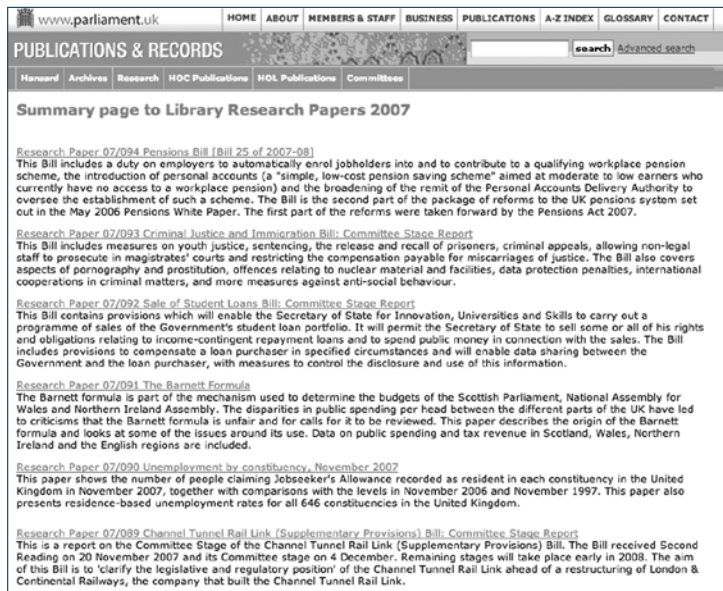 www.parliament.uk
HOME ABOUT MEMBERS & STAFF BUSINESS PUBLICATIONS A-Z INDEX GLOSSARY CONTACT
PUBLICATIONS & RECORDS
search Advanced search
Hansard Archives Research HOC Publications HOL Publications Committees
Summary page to Library Research Papers 2007
Research Paper 07/094 Pensions Bill [Bill 25 of 2007-08]
This Bill includes a duty on employers to automatically enrol jobholders into and to contribute to a qualifying workplace pension
scheme, the introduction of personal accounts (a "simple, low-cost pension saving scheme" aimed at moderate to low earners who
currently have no access to a workplace pension) and the broadening of the remit of the Personal Accounts Delivery Authority to
oversee the establishment of such a scheme. The Bill is the second part of the package of reforms to the UK pensions system set
out in the May 2006 Pensions White Paper. The first part of the reforms were taken forward by the Pensions Act 2007.
Research Paper 07/093 Criminal Justice and Immigration Bill: Committee Stage Report
This Bill includes measures on youth justice, sentencing, the release and recall of prisoners, criminal appeals, allowing non-legal
staff to prosecute in magistrates' courts and restricting the compensation payable for miscarriages of justice. The Bill also covers
aspects of pornography and prostitution, offences relating to nuclear material and facilities, data protection penalties, international
cooperations in criminal matters, and more measures against anti-social behaviour.
Research Paper 07/092 Sale of Student Loans Bill: Committee Stage Report
This Bill contains provisions which will enable the Secretary of State for Innovation, Universities and Skills to carry out a
programme of sales of the Government's student loan portfolio. It will permit the Secretary of State to sell some or all of his rights
and obligations relating to income-contingent repayment loans and to spend public money in connection with the sales. The Bill
includes provisions to compensate a loan purchaser in specified circumstances and will enable data sharing between the
Government and the loan purchaser, with measures to control the disclosure and use of this information.
Research Paper 07/091 The Barnett Formula
The Barnett formula is part of the mechanism used to determine the budgets of the Scottish Parliament, National Assembly for
Wales and Northern Ireland Assembly. The disparities in public spending per head between the different parts of the UK have led
to criticisms that the Barnett formula is unfair and for calls for it to be reviewed. This paper describes the origin of the Barnett
formula and looks at some of the issues around its use. Data on public spending and tax revenue in Scotland, Wales, Northern
Ireland and the English regions are included.
Research Paper 07/090 Unemployment by constituency, November 2007
This paper shows the number of people claiming Jobseeker's Allowance recorded as resident in each constituency in the United
Kingdom in November 2007, together with comparisons with the levels in November 2006 and November 1997. This paper also
presents residence-based unemployment rates for all 646 constituencies in the United Kingdom.
Research Paper 07/089 Channel Tunnel Rail Link (Supplementary Provisions) Bill: Committee Stage Report
This is a report on the Committee Stage of the Channel Tunnel Rail Link (Supplementary Provisions) Bill. The Bill received Second
Reading on 20 November 2007 and its Committee stage on 4 December. Remaining stages will take place early in 2008. The aim
of this Bill is to 'clarify the legislative and regulatory position' of the Channel Tunnel Rail Link ahead of a restructuring of London &
Continental Railways, the company that built the Channel Tunnel Rail Link.